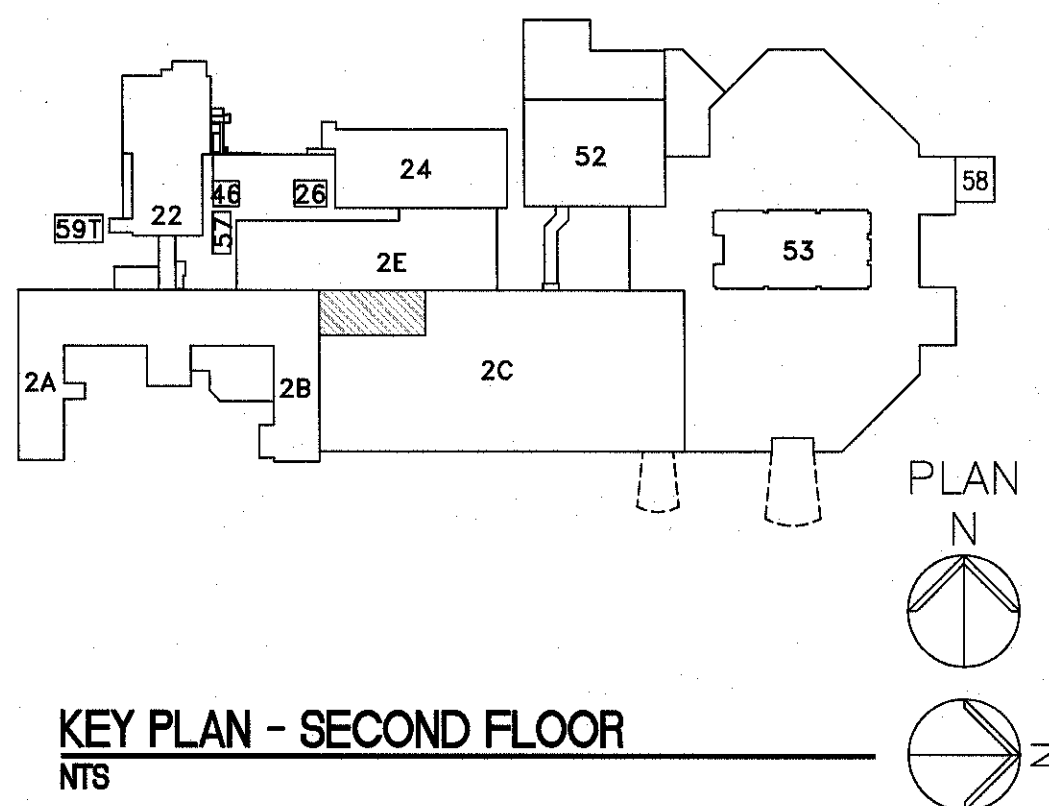 52
24
58
46
26
22
59T
57
53
2E
2A
2B
2C
PLAN
N
KEY PLAN - SECOND FLOOR
NTS
N